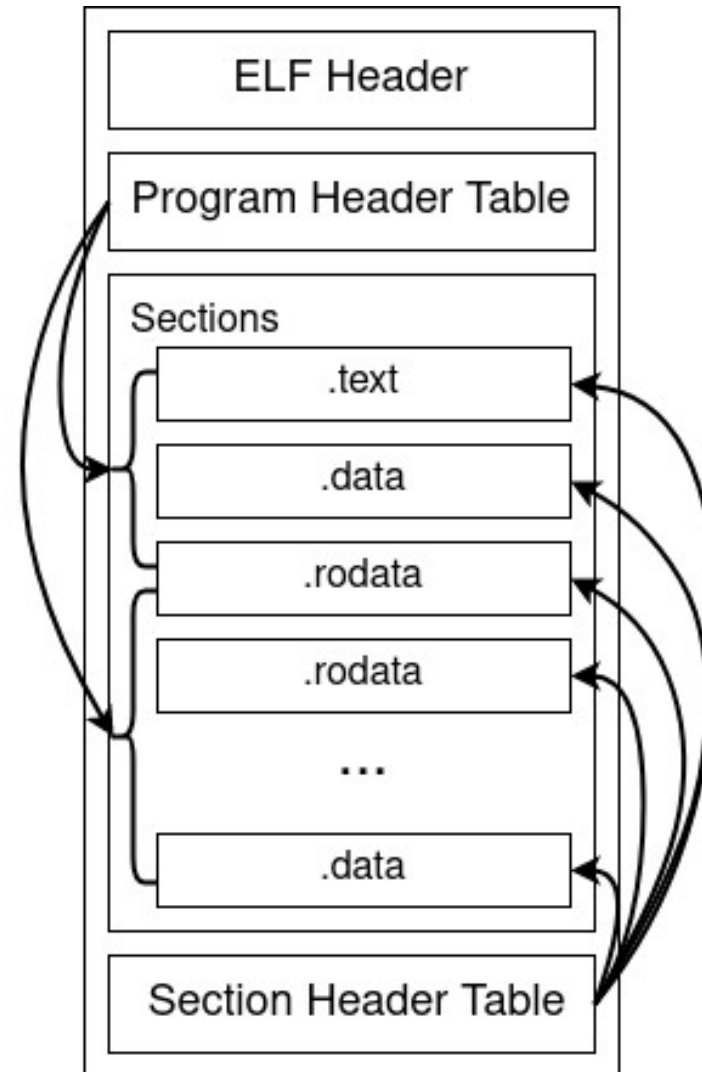 ELF Header
Program Header Table
Sections
.text
.data
.rodata
.rodata
...
.data
Section Header Table